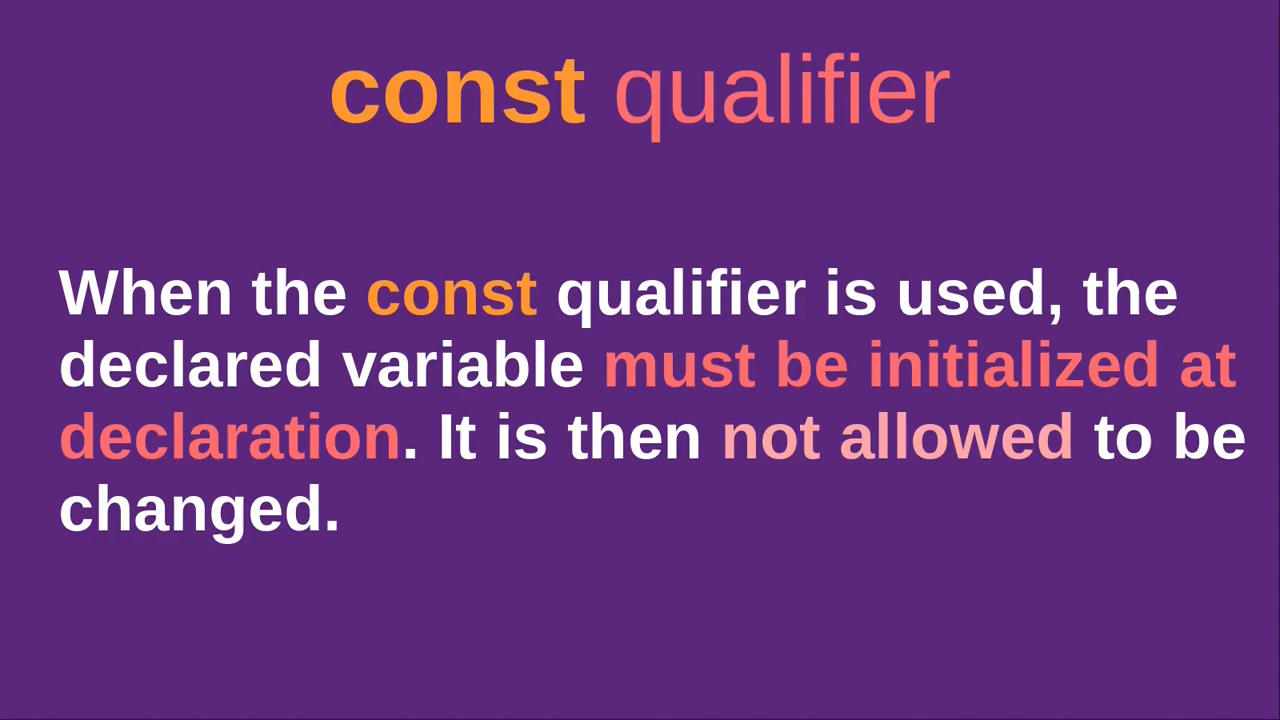 const qualifier
When the const qualifier is used, the
declared variable must be initialized at
declaration. It is then not allowed to be
changed.